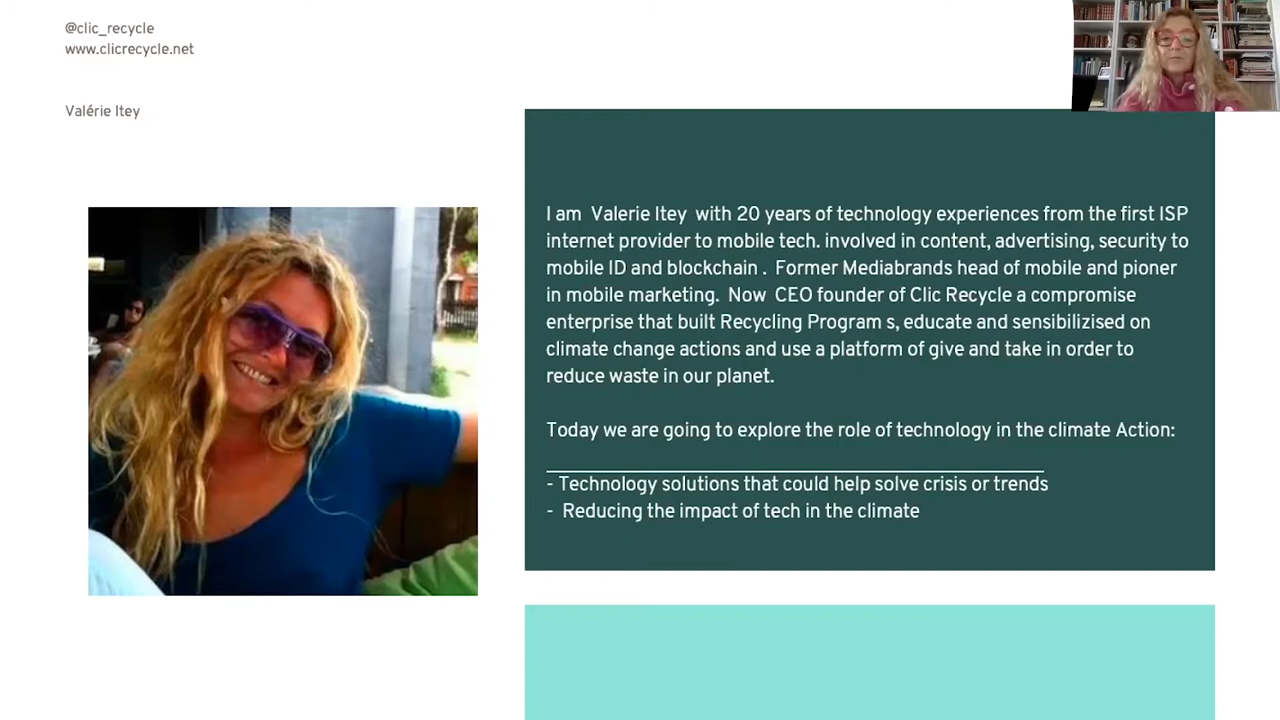 @clic_recycle
www.clicrecycle.net
Valérie Itey
I am Valerie Itey with 20 years of technology experiences from the first ISP
internet provider to mobile tech. involved in content, advertising, security to
mobile ID and blockchain . Former Mediabrands head of mobile and pioner
in mobile marketing. Now CEO founder of Clic Recycle a compromise
enterprise that built Recycling Program s, educate and sensibilizised on
climate change actions and use a platform of give and take in order to
reduce waste in our planet.
Today we are going to explore the role of technology in the climate Action:
- Technology solutions that could help solve crisis or trends
- Reducing the impact of tech in the climate